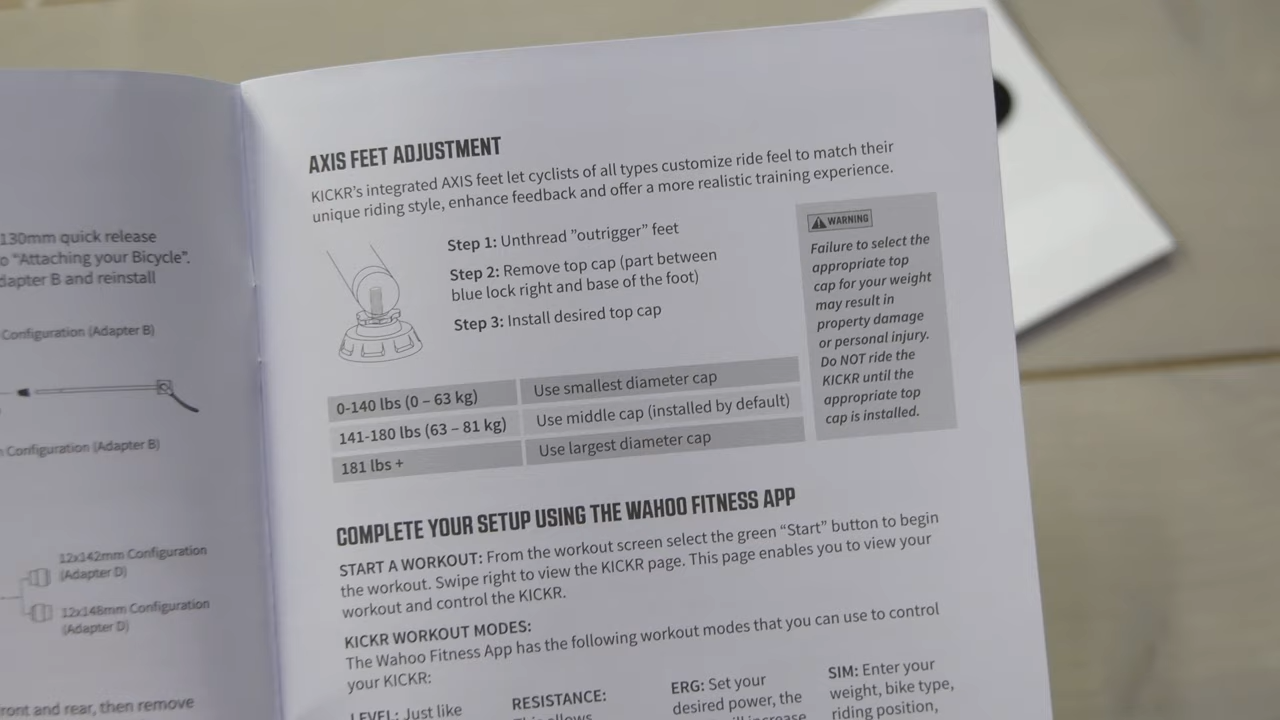 130mm quick release
"Attaching your Bicycle".
B and reinstall
Configuration (Adapter B)
Configuration (Adapter B)
12x142mm Configuration
(Adapter D)
12x148mm Configuration
(Adapter D)
and rear, then remove
AXIS FEET ADJUSTMENT
KICKR's integrated AXIS feet let cyclists of all types customize ride feel to match their
unique riding style, enhance feedback and offer a more realistic training experience.
Step 1: Unthread "outrigger" feet
Step 2: Remove top cap (part between
blue lock right and base of the foot)
Step 3: Install desired top cap
WARNING
Failure to select the
appropriate top
cap for your weight
may result in
property damage
or personal injury.
Do NOT ride the
KICKR until the
appropriate top
cap is installed.
0-140 lbs (0 – 63 kg) Use smallest diameter cap
141-180 lbs (63 – 81 kg) Use middle cap (installed by default)
181 lbs + Use largest diameter cap
COMPLETE YOUR SETUP USING THE WAHOO FITNESS APP
START A WORKOUT: From the workout screen select the green "Start" button to begin
the workout. Swipe right to view the KICKR page. This page enables you to view your
workout and control the KICKR.
KICKR WORKOUT MODES:
The Wahoo Fitness App has the following workout modes that you can use to control
your KICKR:
LEVEL: Just like
RESISTANCE:
This allows
ERG: Set your
desired power, the
will increase
SIM: Enter your
weight, bike type,
riding position,